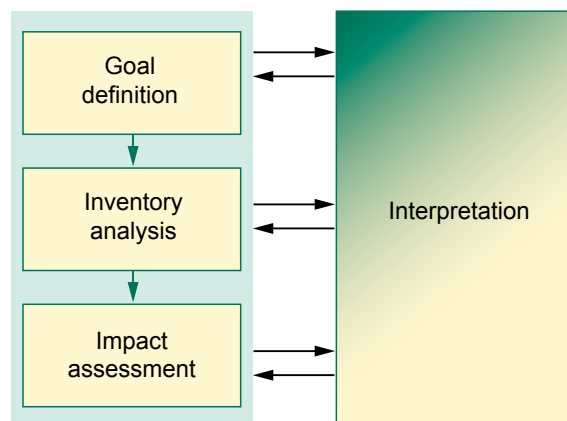 Goal
definition
Inventory
analysis
Interpretation
Impact
assessment